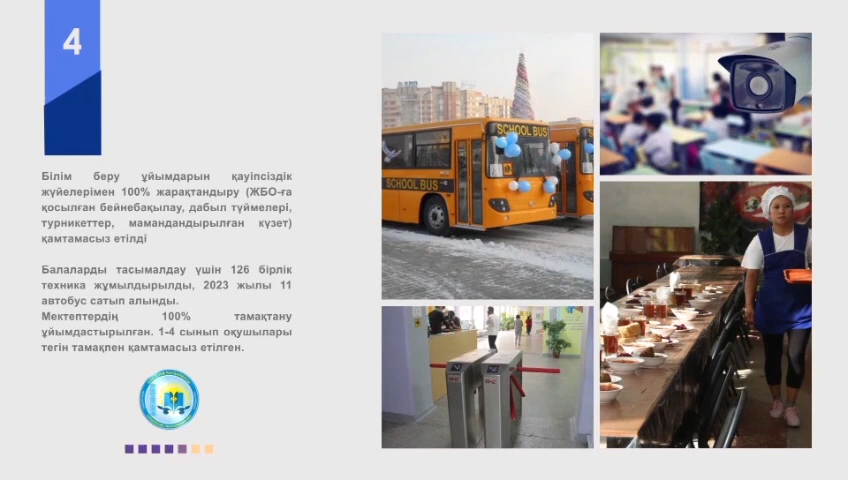 4
Білім беру ұйымдарын қауіпсіздік
жүйелерімен 100% жарақтандыру (ЖБО-ға
қосылған бейнебақылау, дабыл түймелері,
турникеттер, мамандандырылған күзет)
қамтамасыз етілді
Балаларды тасымалдау үшін 126 бірлік
техника жұмылдырылды, 2023 жылы 11
автобус сатып алынды.
Мектептердің 100% тамақтану
ұйымдастырылған. 1-4 сынып оқушылары
тегін тамақпен қамтамасыз етілген.
SCHOOL BUS
SCHOOL BUS